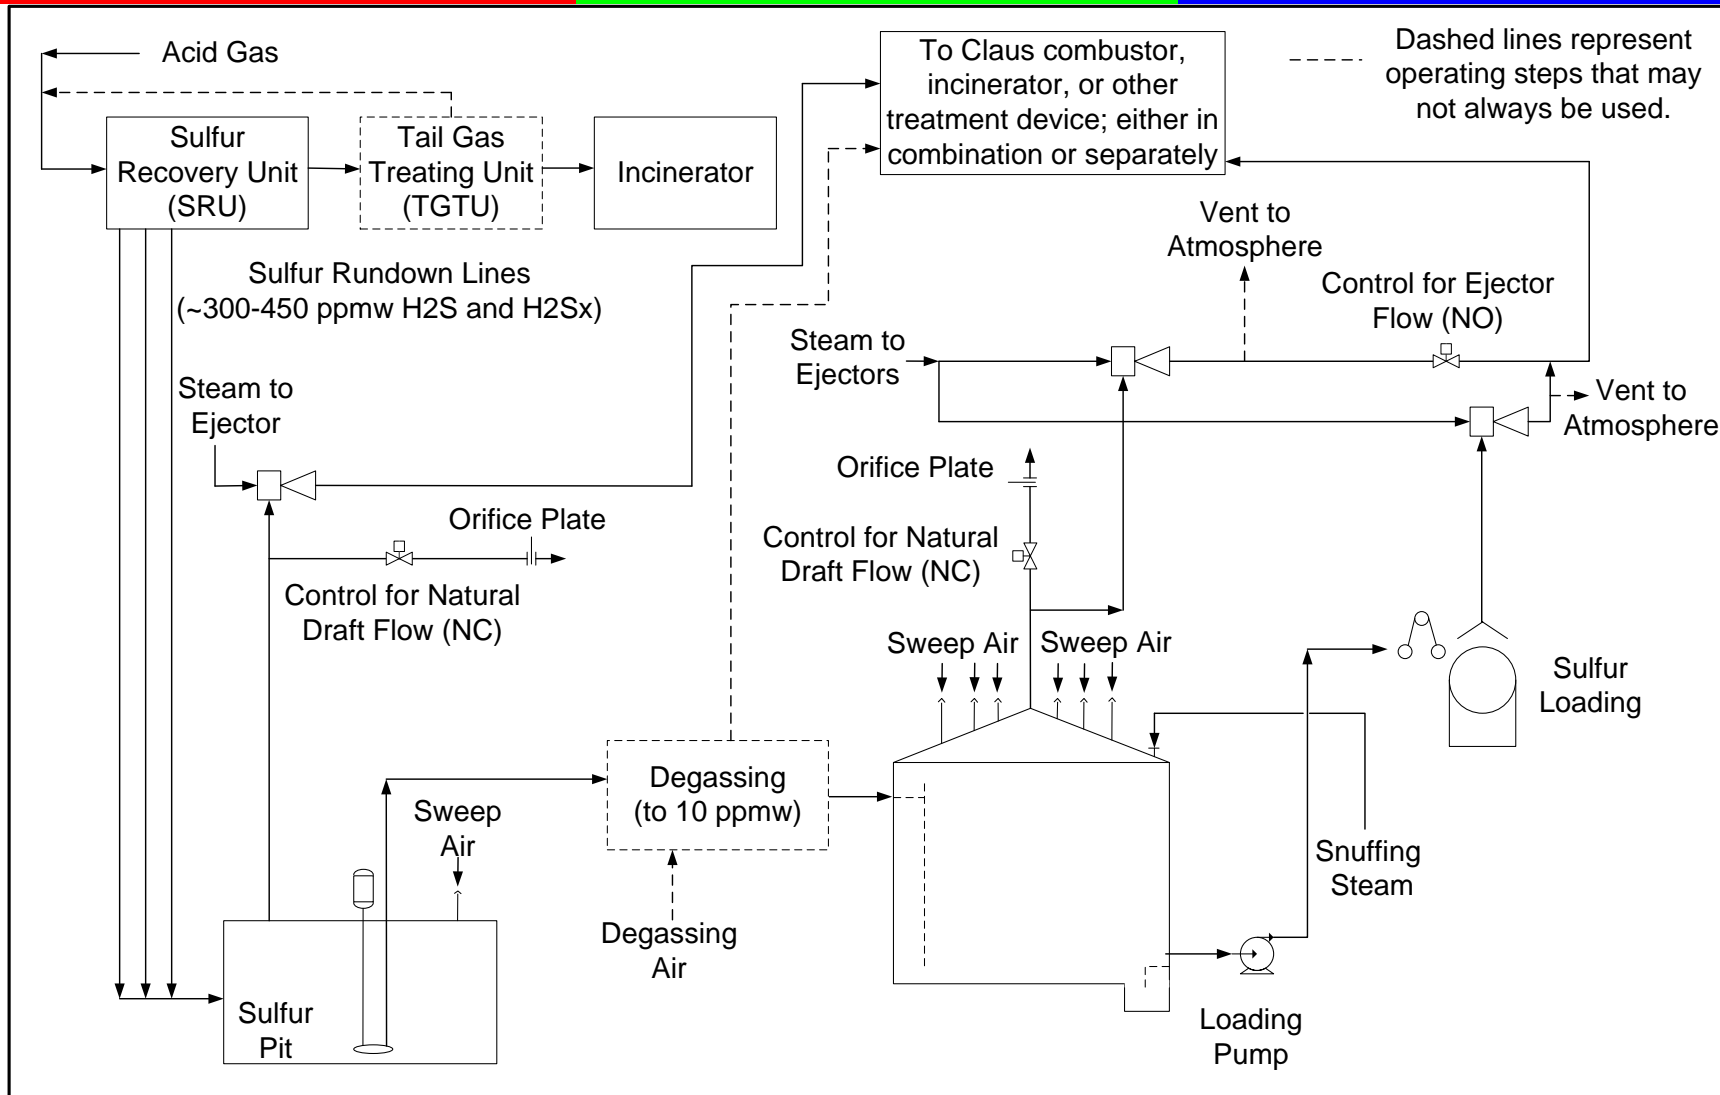 Acid Gas
Sulfur
Recovery Unit
(SRU)
Tail Gas
Treating Unit
(TGTU)
Incinerator
To Claus combustor,
incinerator, or other
treatment device; either in
combination or separately
Dashed lines represent
operating steps that may
not always be used.
Sulfur Rundown Lines
(~300-450 ppmw H2S and H2Sx)
Vent to
Atmosphere
Control for Ejector
Flow (NO)
Steam to
Ejectors
Steam to
Ejector
Vent to
Atmosphere
Orifice Plate
Orifice Plate
Control for Natural
Draft Flow (NC)
Control for Natural
Draft Flow (NC)
Sweep Air
Sweep Air
Sulfur
Loading
Degassing
(to 10 ppmw)
Sweep
Air
Snuffing
Steam
Degassing
Air
Sulfur
Pit
Loading
Pump